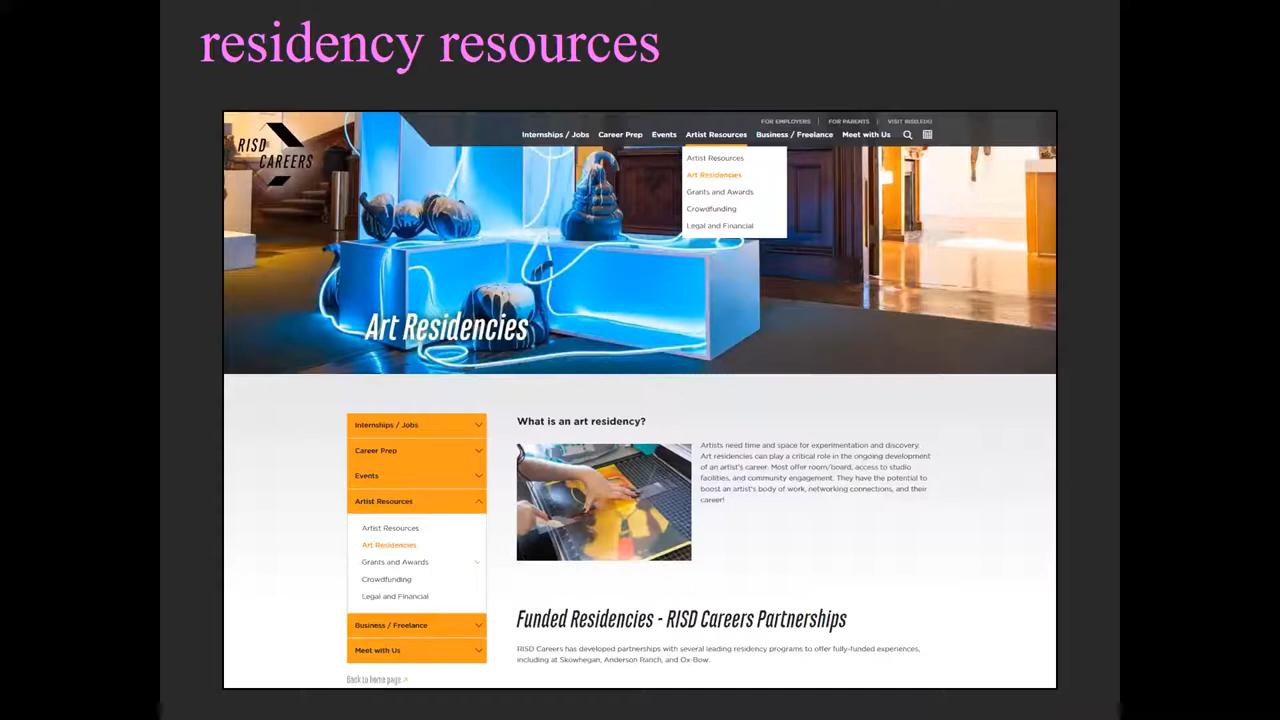 residency resources
FOR EMPLOYERS | FOR PARENTS | VISIT RISD.EDU
RISD
CAREERS
Internships / Jobs Career Prep Events Artist Resources Business / Freelance Meet with Us
Artist Resources
Art Residencies
Grants and Awards
Crowdfunding
Legal and Financial
Art Residencies
Internships / Jobs
Career Prep
Events
Artist Resources
Artist Resources
Art Residencies
Grants and Awards
Crowdfunding
Legal and Financial
Business / Freelance
Meet with Us
Back to home page
What is an art residency?
Artists need time and space for experimentation and discovery.
Art residencies can play a critical role in the ongoing development
of an artist's career. Most offer room/board, access to studio
facilities, and community engagement. They have the potential to
boost an artist's body of work, networking connections, and their
career!
Funded Residencies - RISD Careers Partnerships
RISD Careers has developed partnerships with several leading residency programs to offer fully-funded experiences,
including at Skowhegan, Anderson Ranch, and Ox-Bow.